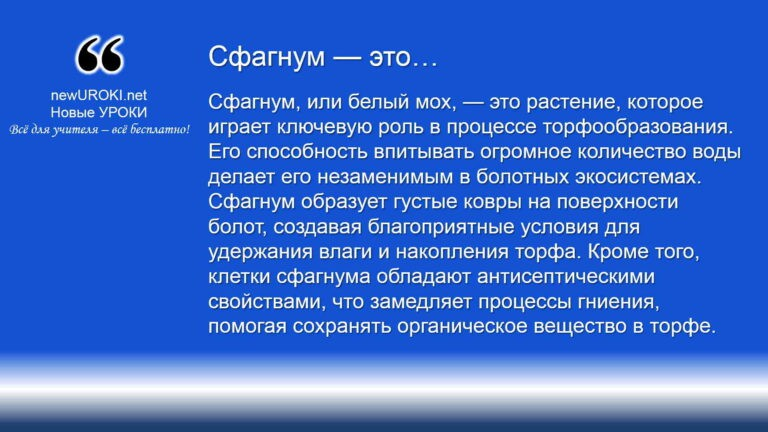 “
newUROKI.net
Новые УРОКИ
Всё для учителя – всё бесплатно!
Сфагнум — это…
Сфагнум, или белый мох, — это растение, которое
играет ключевую роль в процессе торфообразования.
Его способность впитывать огромное количество воды
делает его незаменимым в болотных экосистемах.
Сфагнум образует густые ковры на поверхности
болот, создавая благоприятные условия для
удержания влаги и накопления торфа. Кроме того,
клетки сфагнума обладают антисептическими
свойствами, что замедляет процессы гниения,
помогая сохранять органическое вещество в торфе.